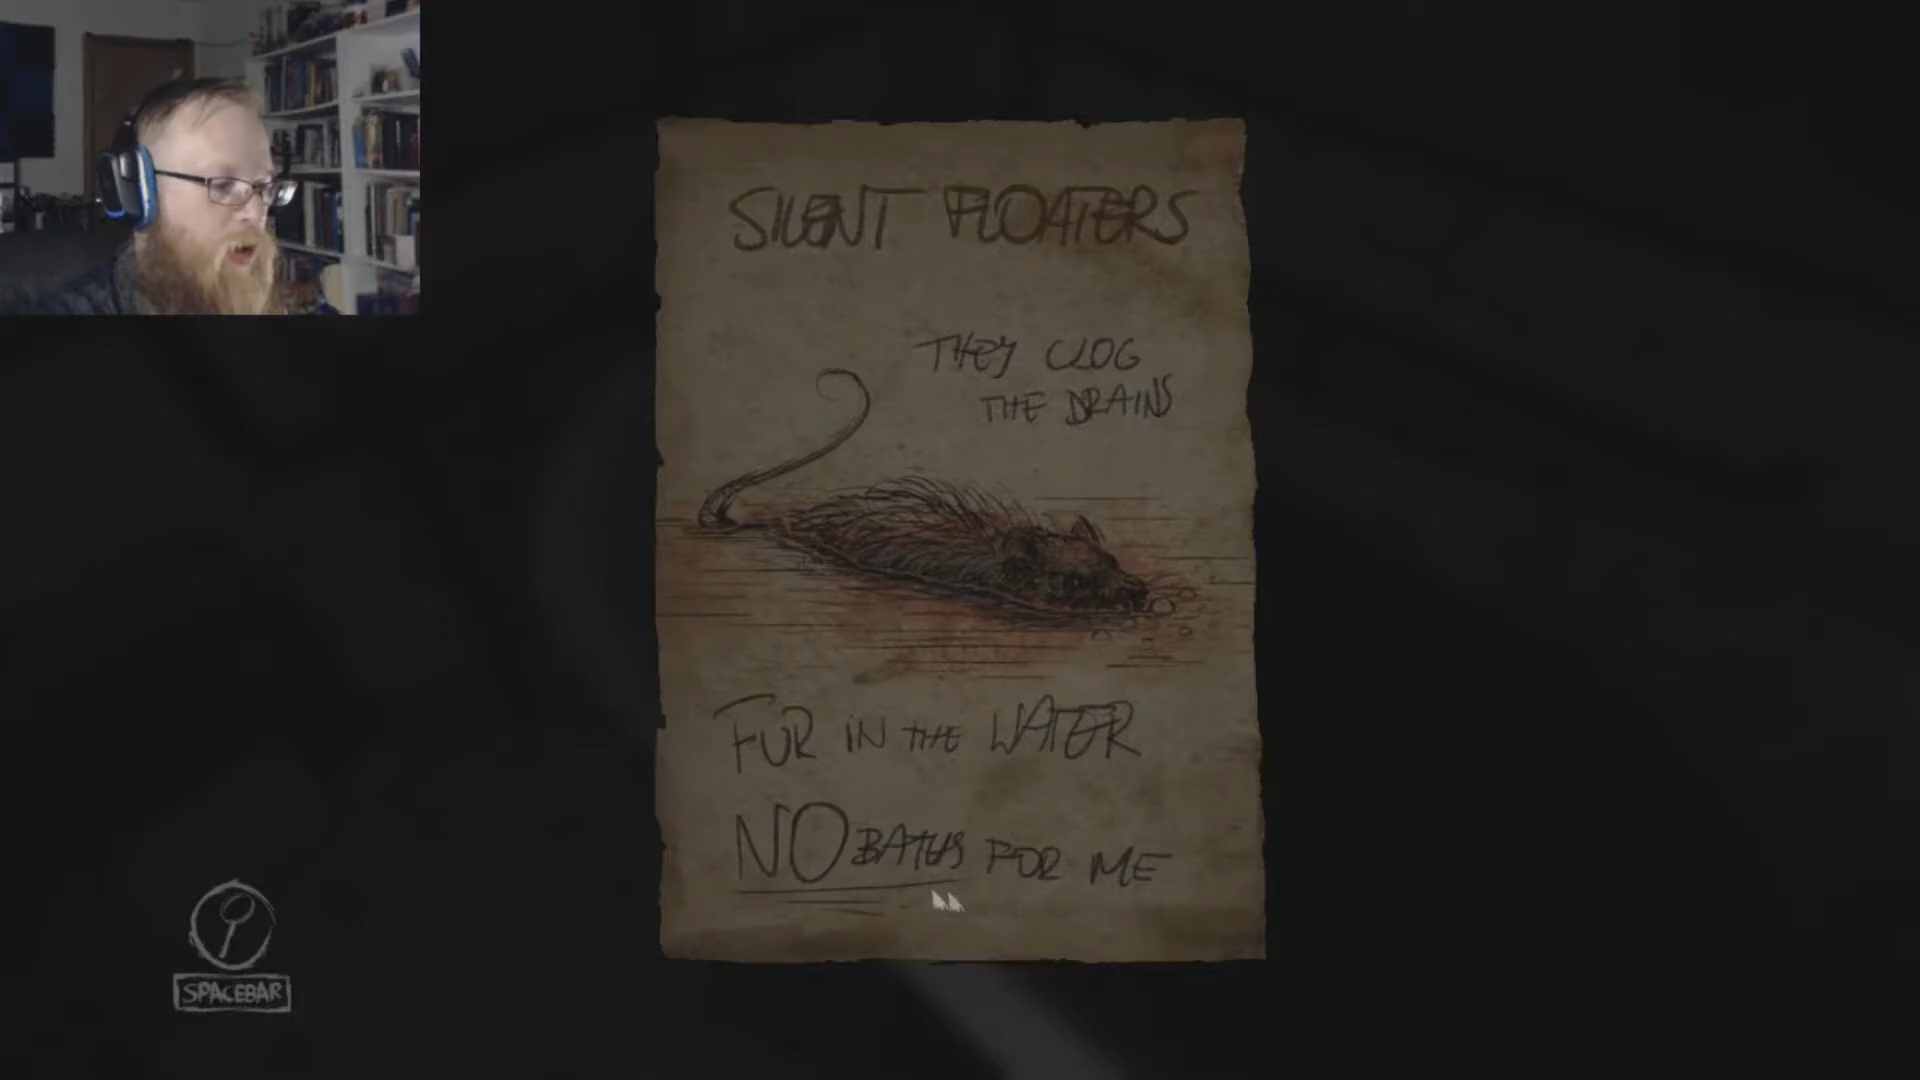 SILENT FLOATERS
THEY CLOG
THE DRAINS
FUR IN THE WATER
NO BATHS FOR ME
SPACEBAR